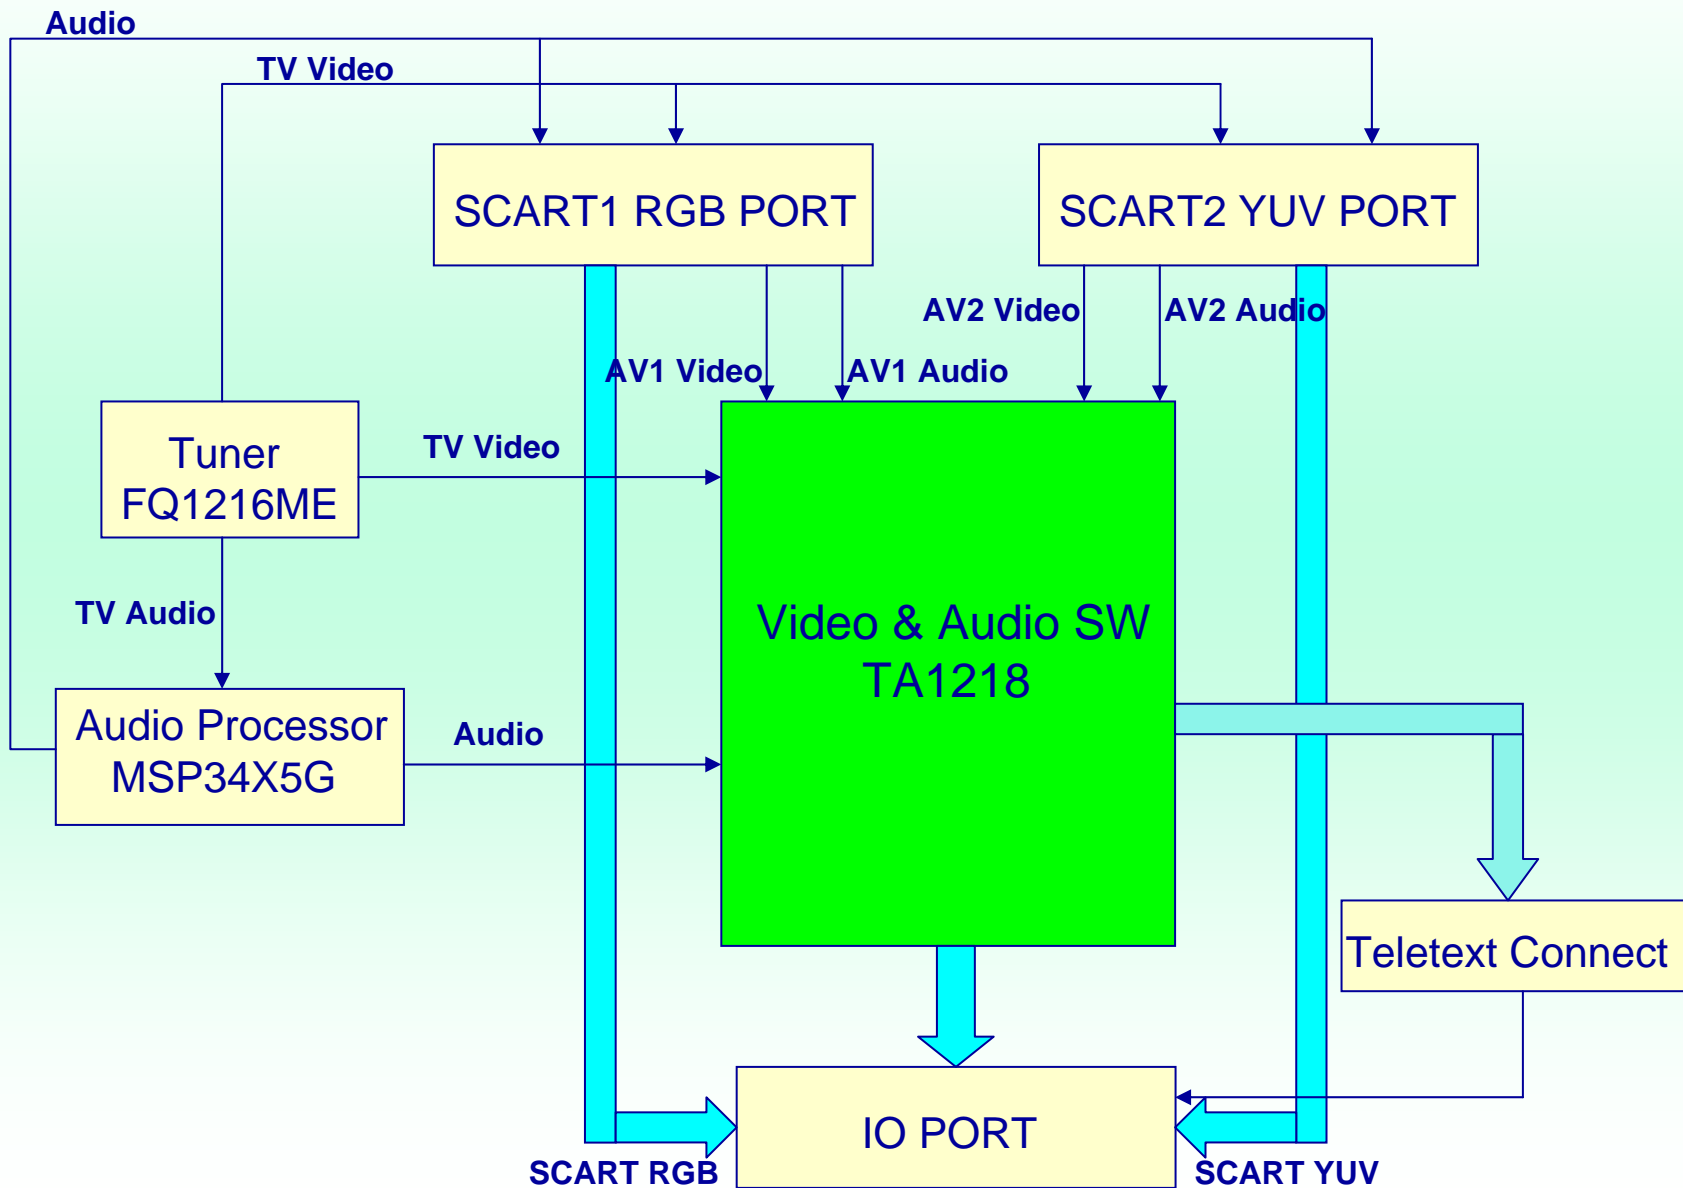 Audio
TV Video
SCART1 RGB PORT
SCART2 YUV PORT
AV2 Video
AV2 Audio
AV1 Video
AV1 Audio
Tuner
FQ1216ME
TV Video
TV Audio
Video & Audio SW
TA1218
Audio Processor
MSP34X5G
Audio
Teletext Connect
IO PORT
SCART RGB
SCART YUV